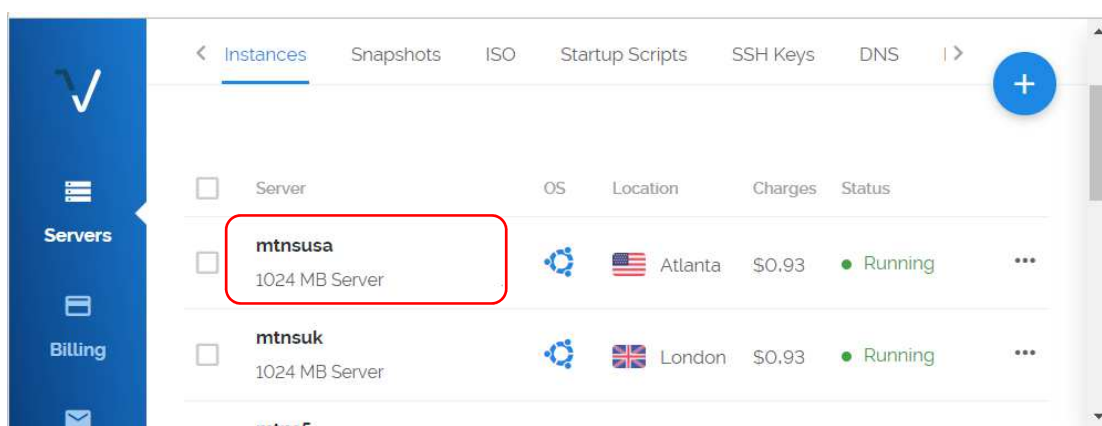 Instances Snapshots ISO Startup Scripts SSH Keys DNS
Server OS Location Charges Status
Servers
mtnsusa
1024 MB Server
Atlanta $0.93 Running
Billing
mtnsuk
1024 MB Server
London $0.93 Running